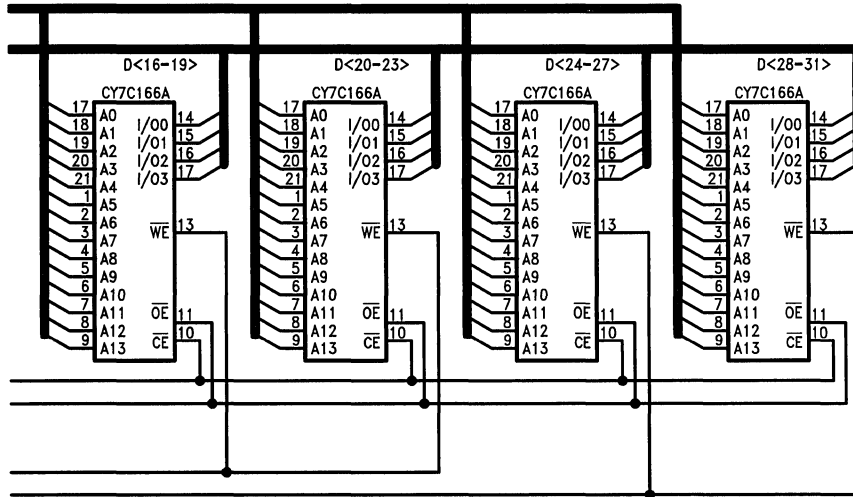 D<16-19> D<20-23> D<24-27> D<28-31>
CY7C166A CY7C166A CY7C166A CY7C166A
17 A0 I/O0 14 17 A0 I/O0 14 17 A0 I/O0 14 17 A0 I/O0 14
18 A1 I/O1 15 18 A1 I/O1 15 18 A1 I/O1 15 18 A1 I/O1 15
19 A2 I/O2 16 19 A2 I/O2 16 19 A2 I/O2 16 19 A2 I/O2 16
20 A3 I/O3 17 20 A3 I/O3 17 20 A3 I/O3 17 20 A3 I/O3 17
21 A4 21 A4 21 A4 21 A4
1 A5 1 A5 1 A5 1 A5
2 A6 WE 13 2 A6 WE 13 2 A6 WE 13 2 A6 WE 13
3 A7 3 A7 3 A7 3 A7
4 A8 4 A8 4 A8 4 A8
5 A9 5 A9 5 A9 5 A9
6 A10 6 A10 6 A10 6 A10
7 A11 OE 11 7 A11 OE 11 7 A11 OE 11 7 A11 OE 11
8 A12 CE 10 8 A12 CE 10 8 A12 CE 10 8 A12 CE 10
9 A13 9 A13 9 A13 9 A13